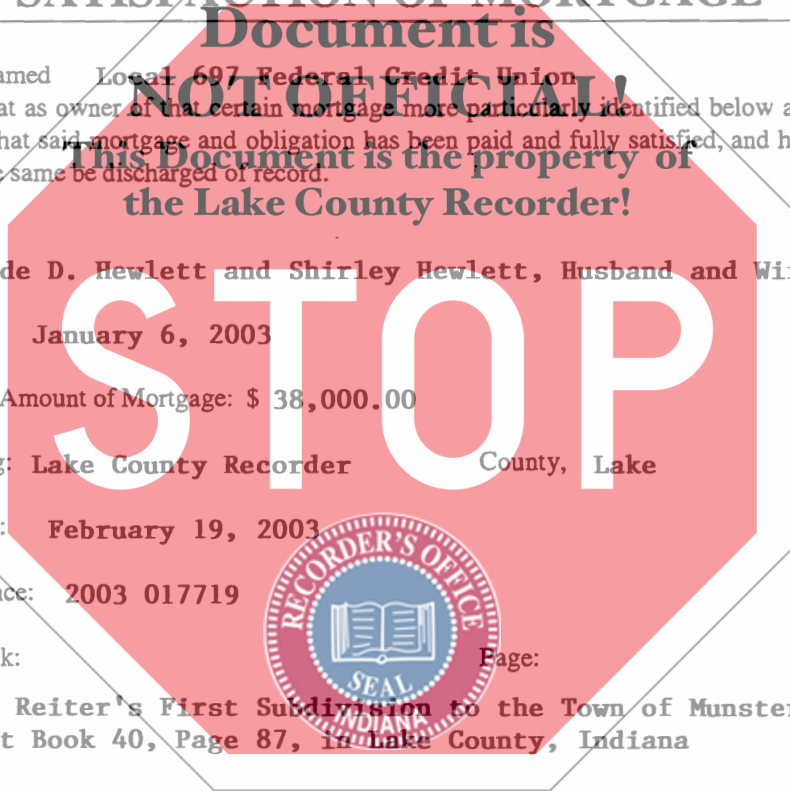 SATISFACTION OF MORTGAGE
Document is
amed Local 697 Federal Credit Union
NOT OFFICIAL!
at as owner of that certain mortgage more particularly identified below a
hat said mortgage and obligation has been paid and fully satisfied, and h
This Document is the property of
e same be discharged of record.
the Lake County Recorder!
de D. Hewlett and Shirley Hewlett, Husband and Wi
January 6, 2003
STOP
Amount of Mortgage: $ 38,000.00
g: Lake County Recorder County, Lake
: February 19, 2003
nce: 2003 017719
k: Page:
RECORDER'S OFFICE
SEAL
INDIANA
Reiter's First Subdivision to the Town of Munster
t Book 40, Page 87, in Lake County, Indiana